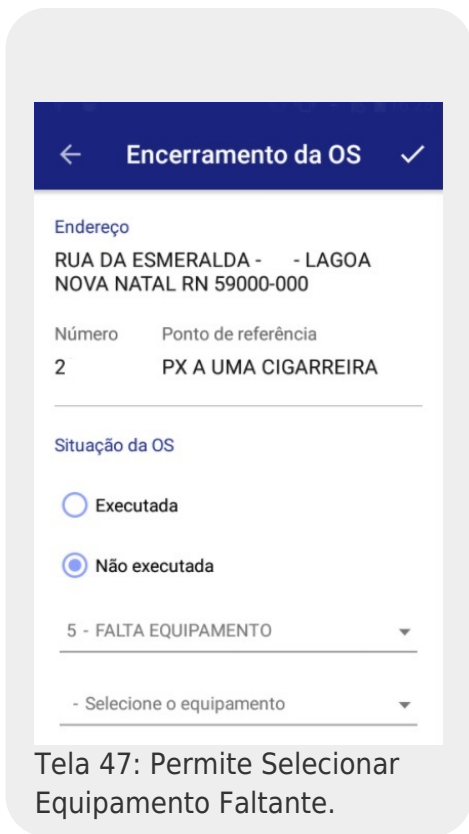 Encerramento da OS
Endereço
RUA DA ESMERALDA - - LAGOA
NOVA NATAL RN 59000-000
Número Ponto de referência
2 PX A UMA CIGARREIRA
Situação da OS
Executada
Não executada
5 - FALTA EQUIPAMENTO
- Selecione o equipamento
Tela 47: Permite Selecionar
Equipamento Faltante.